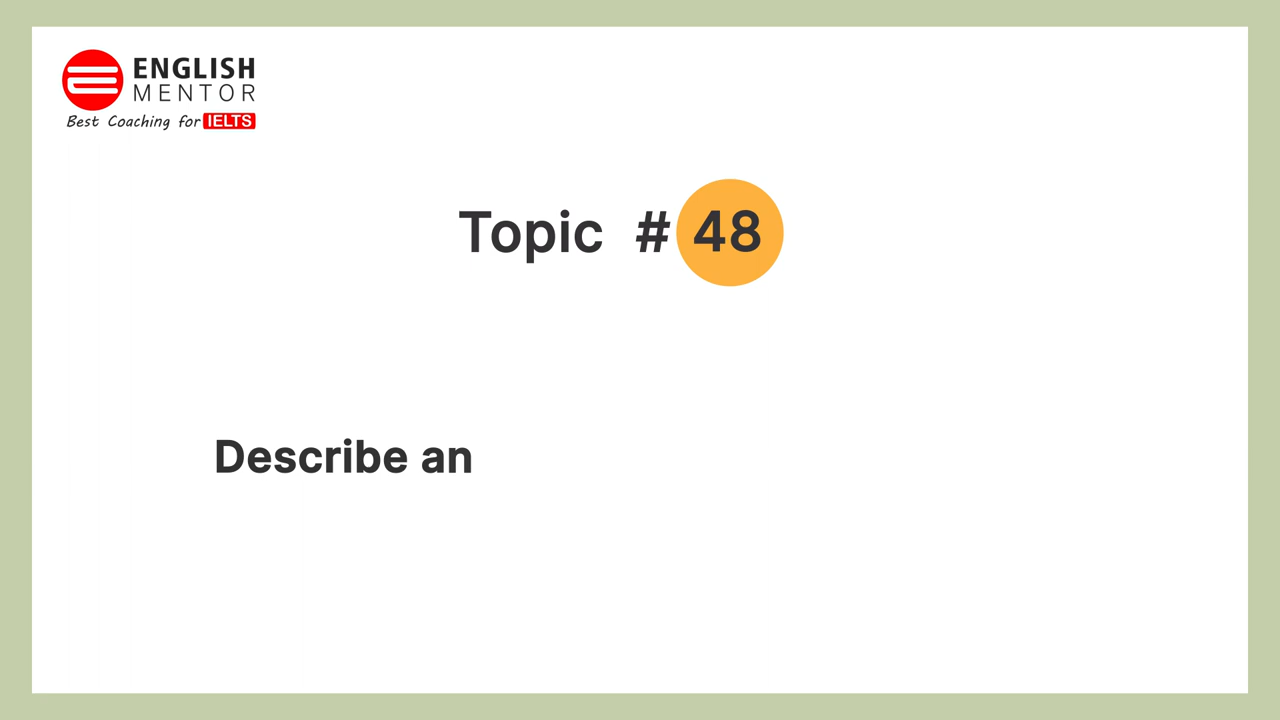 ENGLISH
MENTOR
Best Coaching for IELTS
Topic # 48
Describe an